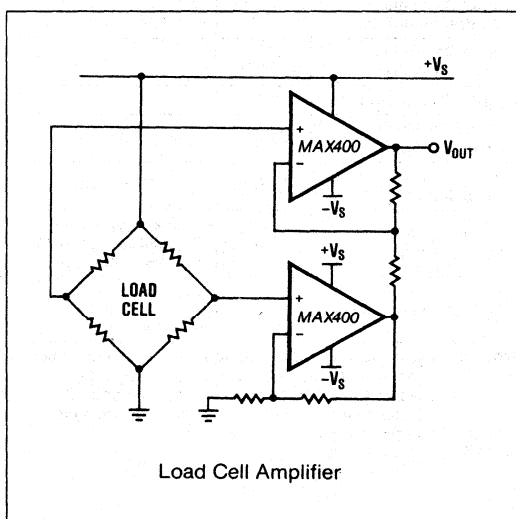 +Vs
+
MAX400
−
VOUT
−Vs
+Vs
LOAD
CELL
+
MAX400
−
−Vs
Load Cell Amplifier